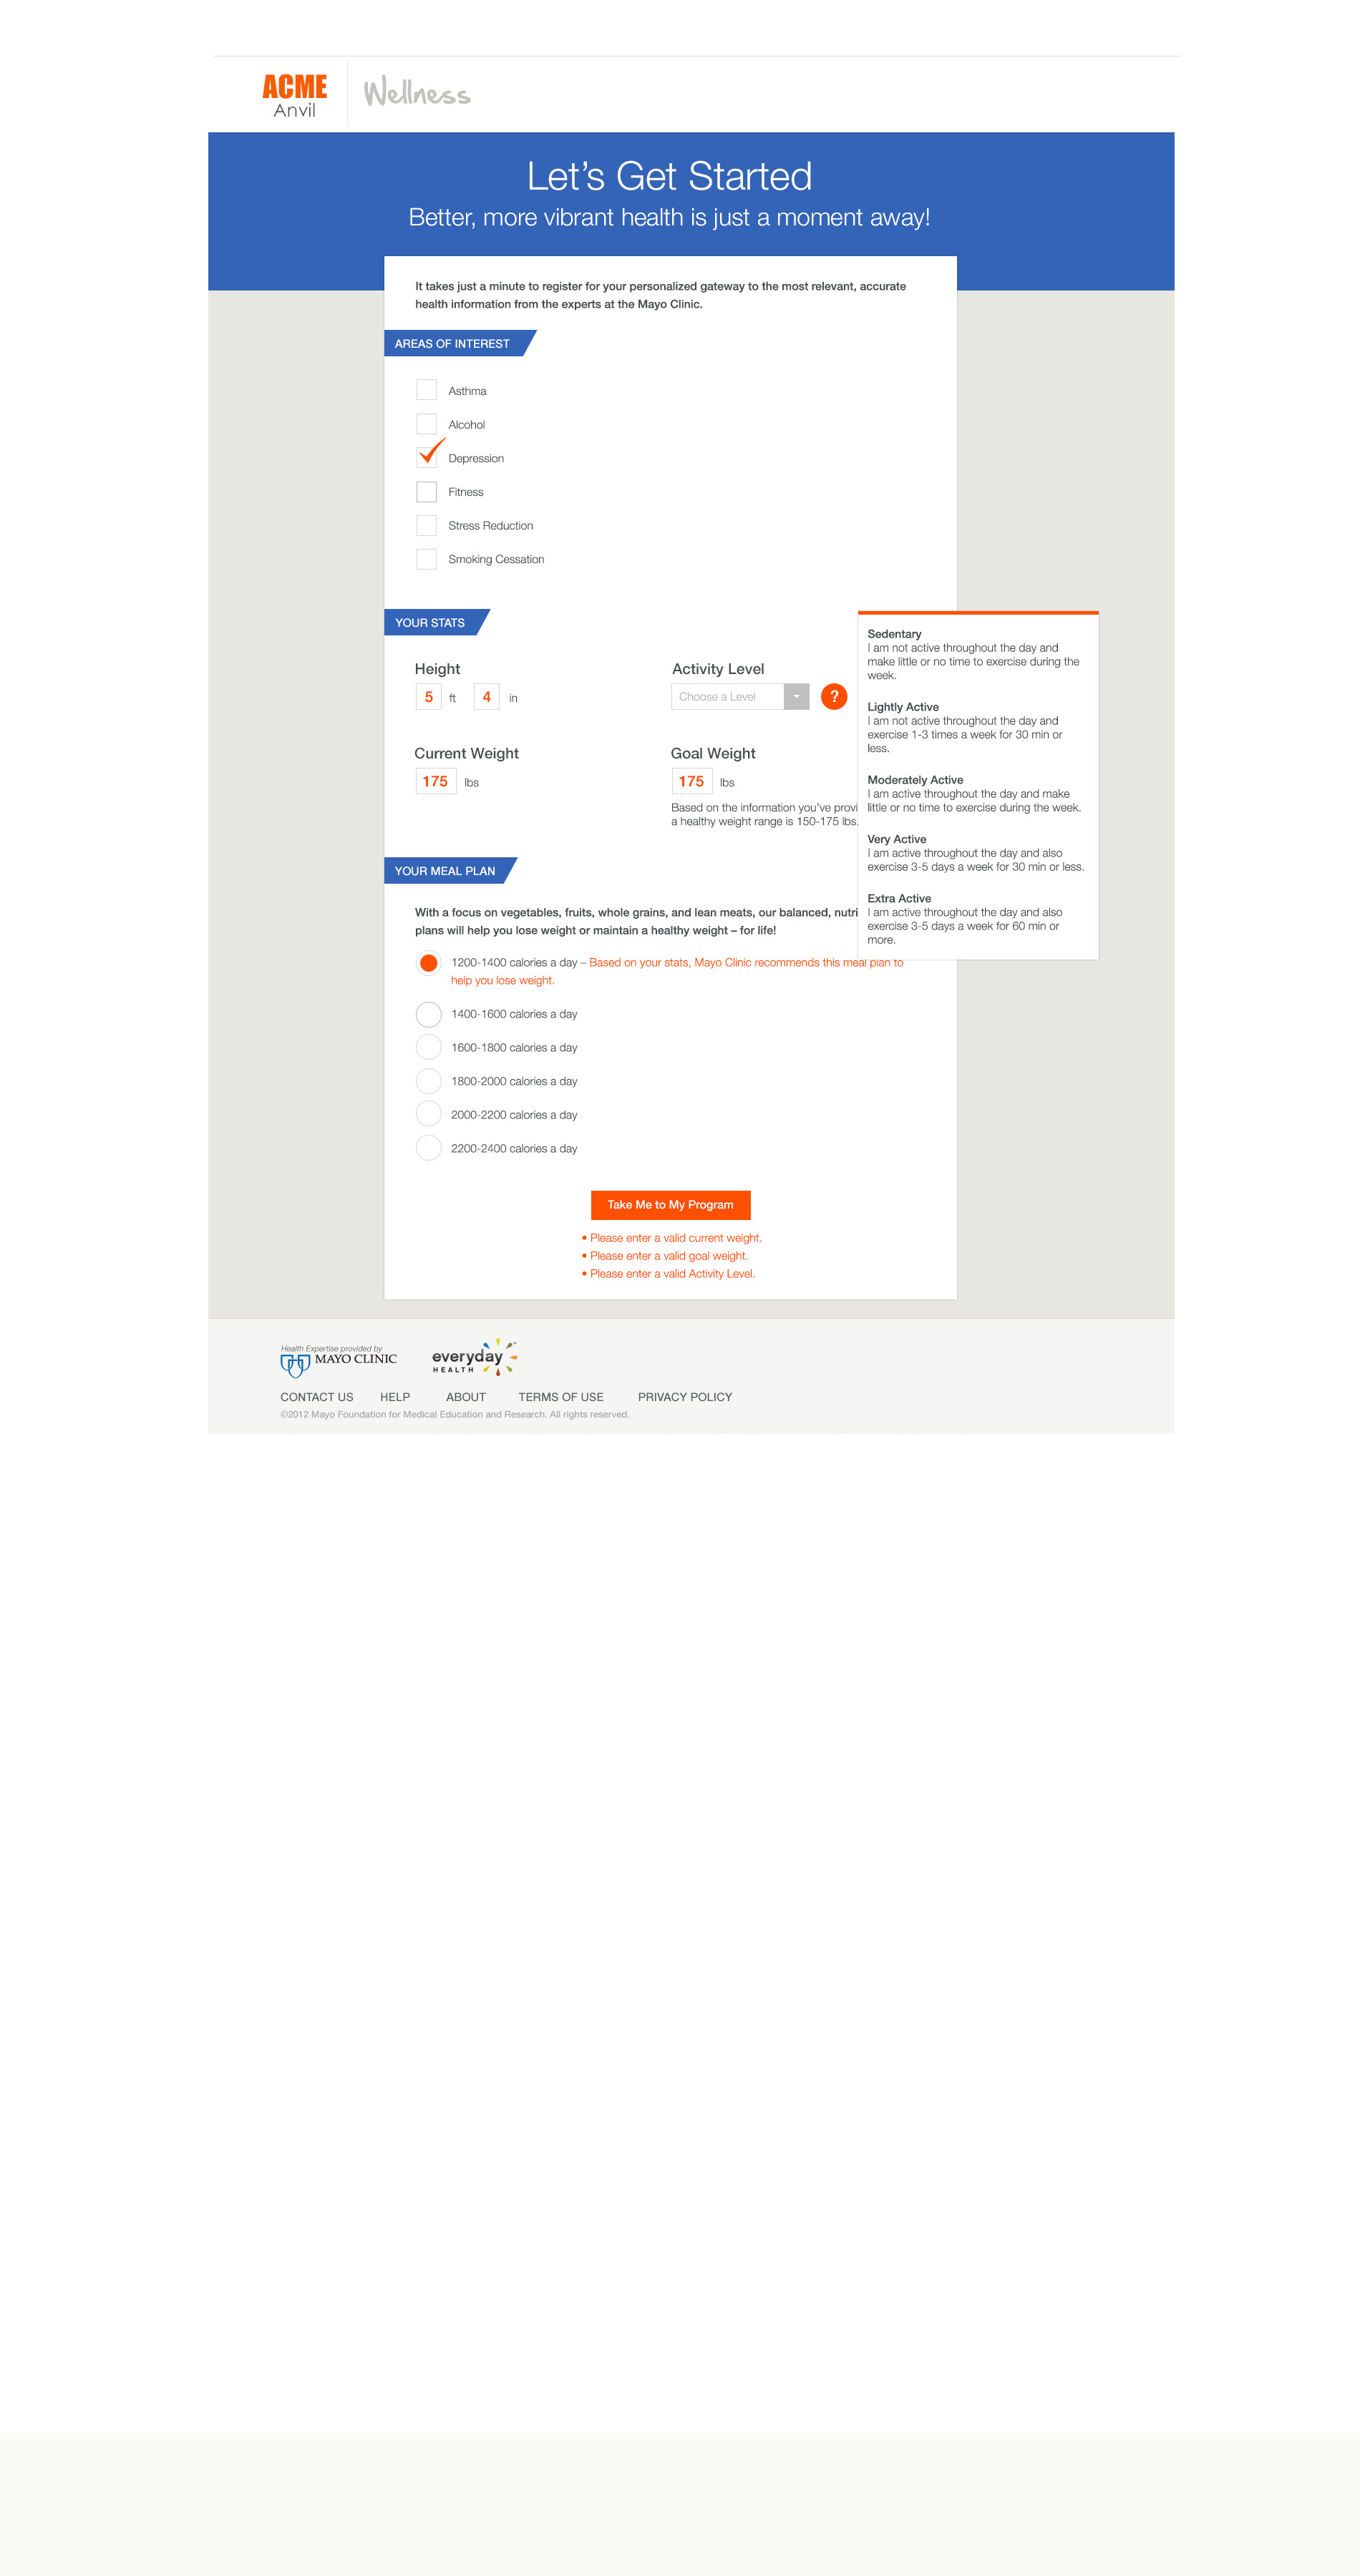 ACME
Anvil
Wellness
Let's Get Started
Better, more vibrant health is just a moment away!
It takes just a minute to register for your personalized gateway to the most relevant, accurate
health information from the experts at the Mayo Clinic.
AREAS OF INTEREST
Asthma
Alcohol
Depression
Fitness
Stress Reduction
Smoking Cessation
YOUR STATS
Height
5 ft 4 in
Activity Level
Choose a Level ?
Current Weight
175 lbs
Goal Weight
175 lbs
Based on the information you've provi
a healthy weight range is 150-175 lbs.
Sedentary
I am not active throughout the day and
make little or no time to exercise during the
week.
Lightly Active
I am not active throughout the day and
exercise 1-3 times a week for 30 min or
less.
Moderately Active
I am active throughout the day and make
little or no time to exercise during the week.
Very Active
I am active throughout the day and also
exercise 3-5 days a week for 30 min or less.
Extra Active
I am active throughout the day and also
exercise 3-5 days a week for 60 min or
more.
YOUR MEAL PLAN
With a focus on vegetables, fruits, whole grains, and lean meats, our balanced, nutri
plans will help you lose weight or maintain a healthy weight – for life!
1200-1400 calories a day – Based on your stats, Mayo Clinic recommends this meal plan to
help you lose weight.
1400-1600 calories a day
1600-1800 calories a day
1800-2000 calories a day
2000-2200 calories a day
2200-2400 calories a day
Take Me to My Program
• Please enter a valid current weight.
• Please enter a valid goal weight.
• Please enter a valid Activity Level.
Health Expertise provided by
MAYO CLINIC
everyday
HEALTH
CONTACT US HELP ABOUT TERMS OF USE PRIVACY POLICY
©2012 Mayo Foundation for Medical Education and Research. All rights reserved.